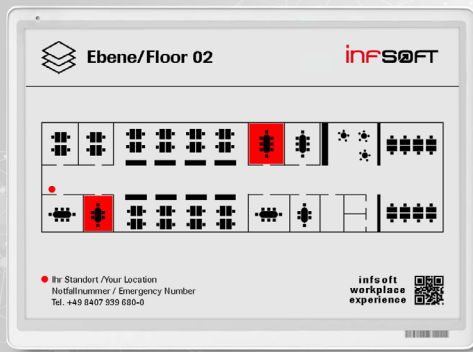 Ebene/Floor 02
infsoft
Ihr Standort / Your Location
Notfallnummer / Emergency Number
Tel. +49 8407 939 680-0
infsoft
workplace
experience